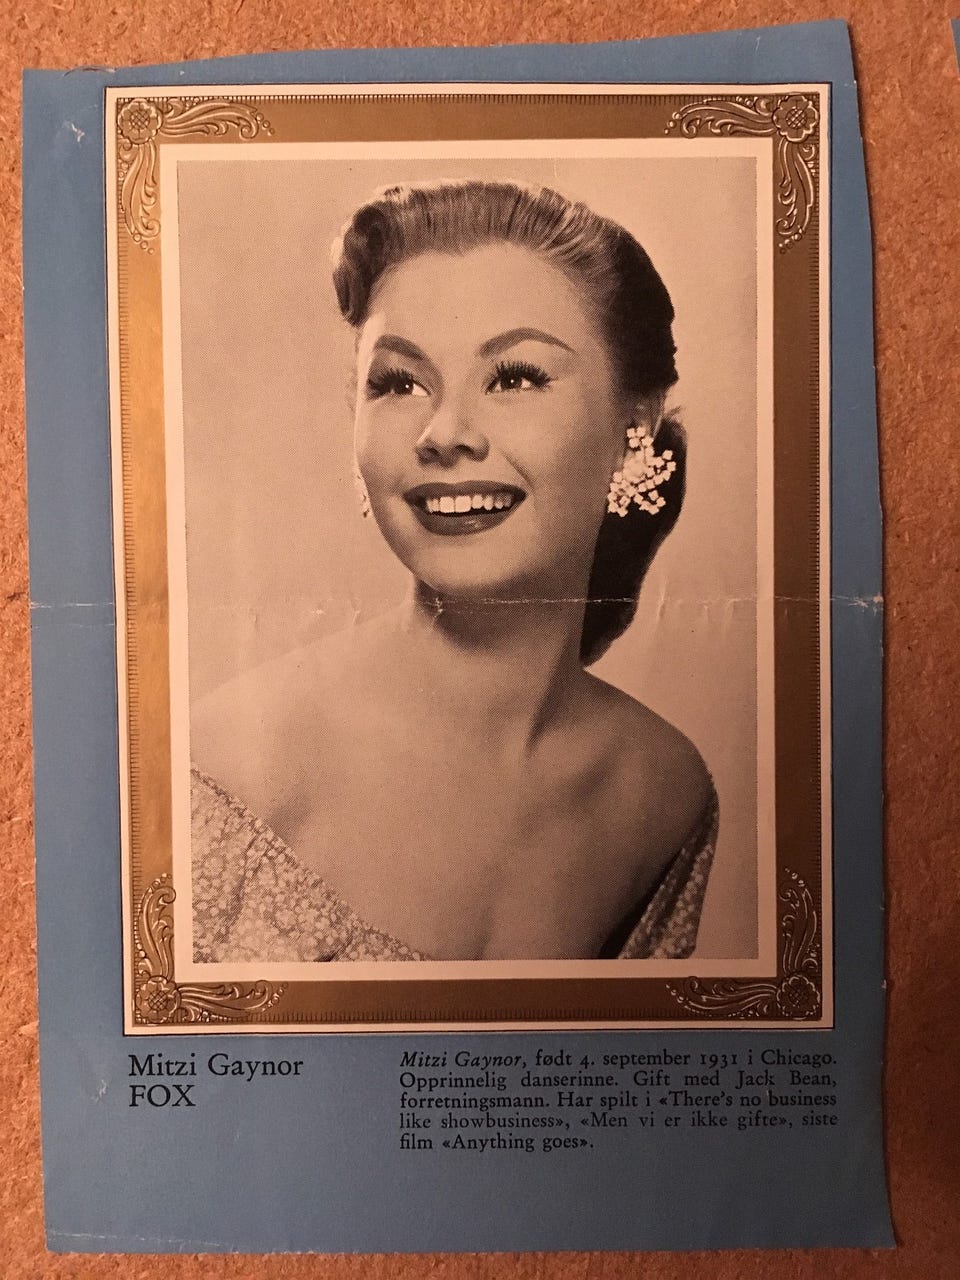 Mitzi Gaynor
FOX
Mitzi Gaynor, født 4. september 1931 i Chicago.
Opprinnelig danserinne. Gift med Jack Bean,
forretningsmann. Har spilt i «There's no business
like showbusiness», «Men vi er ikke gifte», siste
film «Anything goes».